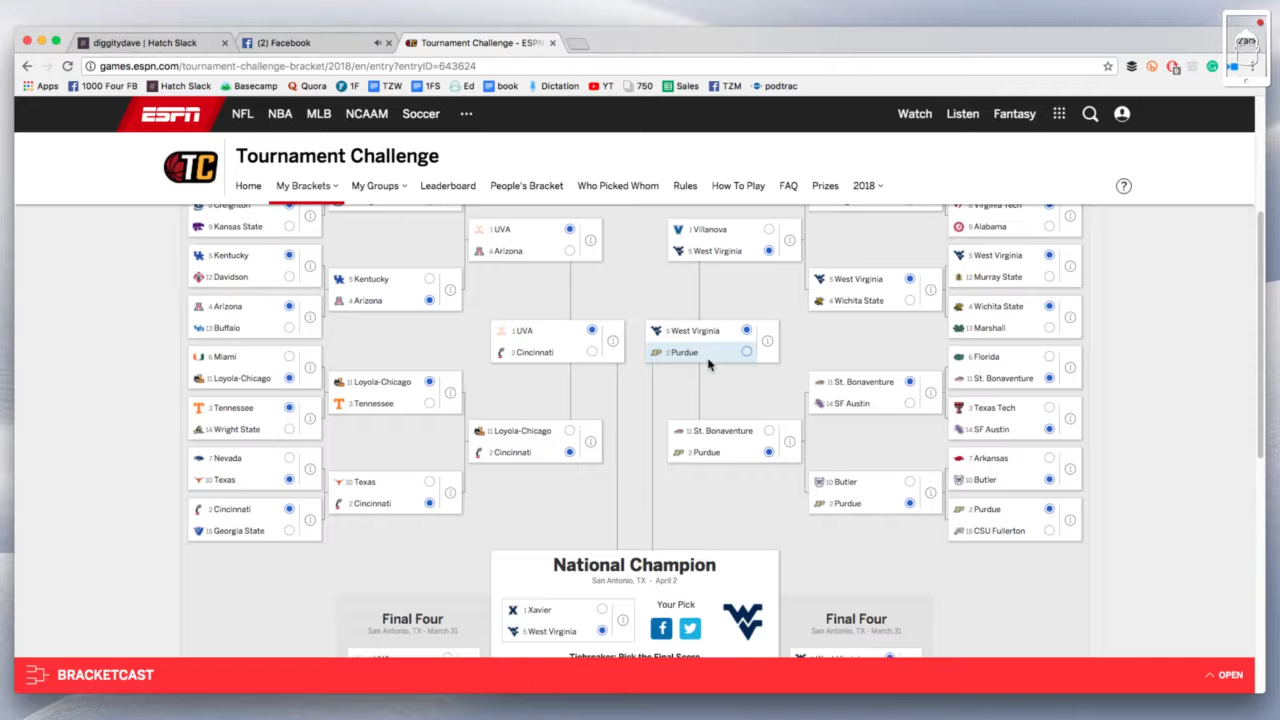 diggitydave | Hatch Slack
(2) Facebook
Tournament Challenge - ESPN
games.espn.com/tournament-challenge-bracket/2018/en/entry?entryID=643624
Apps
1000 Four FB
Hatch Slack
Basecamp
Quora
1F
TZW
1FS
Ed
book
Dictation
YT
750
Sales
TZM
podtrac
ESPN
NFL
NBA
MLB
NCAAM
Soccer
Watch
Listen
Fantasy
TC
Tournament Challenge
Home
My Brackets
My Groups
Leaderboard
People's Bracket
Who Picked Whom
Rules
How To Play
FAQ
Prizes
2018
?
Creighton
9 Kansas State
5 Kentucky
12 Davidson
4 Arizona
13 Buffalo
6 Miami
11 Loyola-Chicago
3 Tennessee
14 Wright State
7 Nevada
10 Texas
2 Cincinnati
15 Georgia State
5 Kentucky
4 Arizona
11 Loyola-Chicago
3 Tennessee
10 Texas
2 Cincinnati
1 UVA
4 Arizona
11 Loyola-Chicago
2 Cincinnati
1 UVA
2 Cincinnati
5 West Virginia
2 Purdue
1 Villanova
5 West Virginia
11 St. Bonaventure
2 Purdue
5 West Virginia
4 Wichita State
11 St. Bonaventure
14 SF Austin
10 Butler
2 Purdue
Virginia Tech
9 Alabama
5 West Virginia
12 Murray State
4 Wichita State
13 Marshall
6 Florida
11 St. Bonaventure
3 Texas Tech
14 SF Austin
7 Arkansas
10 Butler
2 Purdue
15 CSU Fullerton
National Champion
San Antonio, TX - April 2
1 Xavier
5 West Virginia
Your Pick
Tiebreaker: Pick the Final Score
Final Four
San Antonio, TX - March 31
Final Four
San Antonio, TX - March 31
BRACKETCAST
OPEN